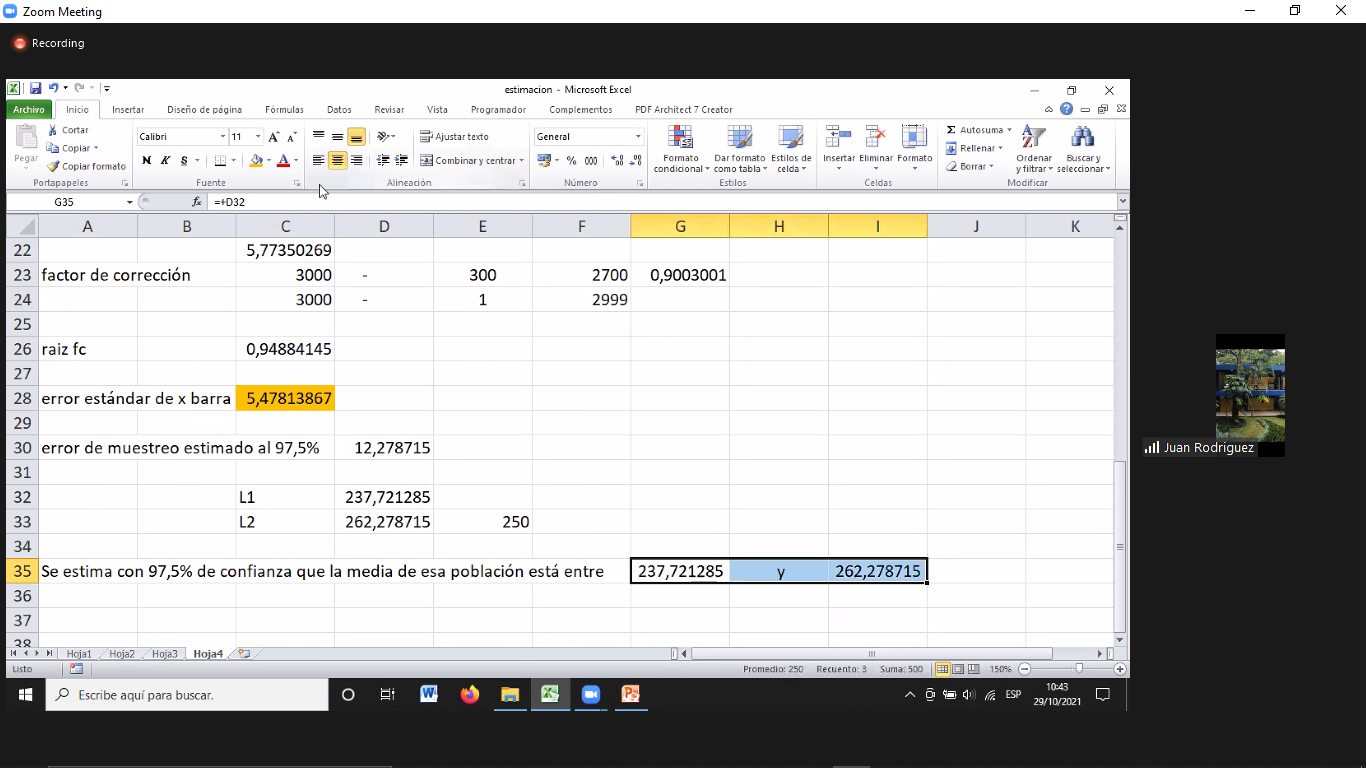 Zoom Meeting
Recording
estimacion - Microsoft Excel
Archivo Inicio Insertar Diseño de página Fórmulas Datos Revisar Vista Programador Complementos PDF Architect 7 Creator
Pegar
Cortar
Copiar
Copiar formato
Portapapeles
Calibri 11
N K S
Fuente
Ajustar texto
Combinar y centrar
Alineación
General
% 000
Número
Formato condicional
Dar formato como tabla
Estilos de celda
Estilos
Insertar Eliminar Formato
Celdas
Σ Autosuma
Rellenar
Borrar
Ordenar y filtrar
Buscar y seleccionar
Modificar
G35 fx =+D32
A B C D E F G H I J K
22 5,77350269
23 factor de corrección 3000 - 300 2700 0,9003001
24 3000 - 1 2999
25
26 raiz fc 0,94884145
27
28 error estándar de x barra 5,47813867
29
30 error de muestreo estimado al 97,5% 12,278715
31
32 L1 237,721285
33 L2 262,278715 250
34
35 Se estima con 97,5% de confianza que la media de esa población está entre 237,721285 y 262,278715
36
37
38
Hoja1 Hoja2 Hoja3 Hoja4
Listo Promedio: 250 Recuento: 3 Suma: 500 150%
Escribe aquí para buscar. ESP 10:43
29/10/2021
Juan Rodriguez